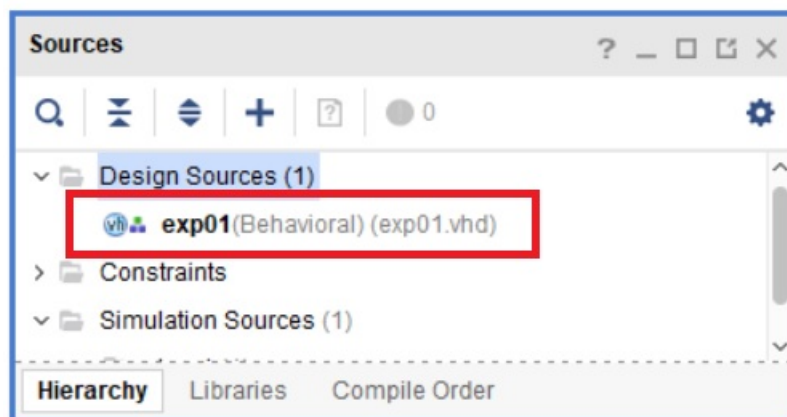 Sources
0
Design Sources (1)
exp01(Behavioral) (exp01.vhd)
Constraints
Simulation Sources (1)
Hierarchy Libraries Compile Order